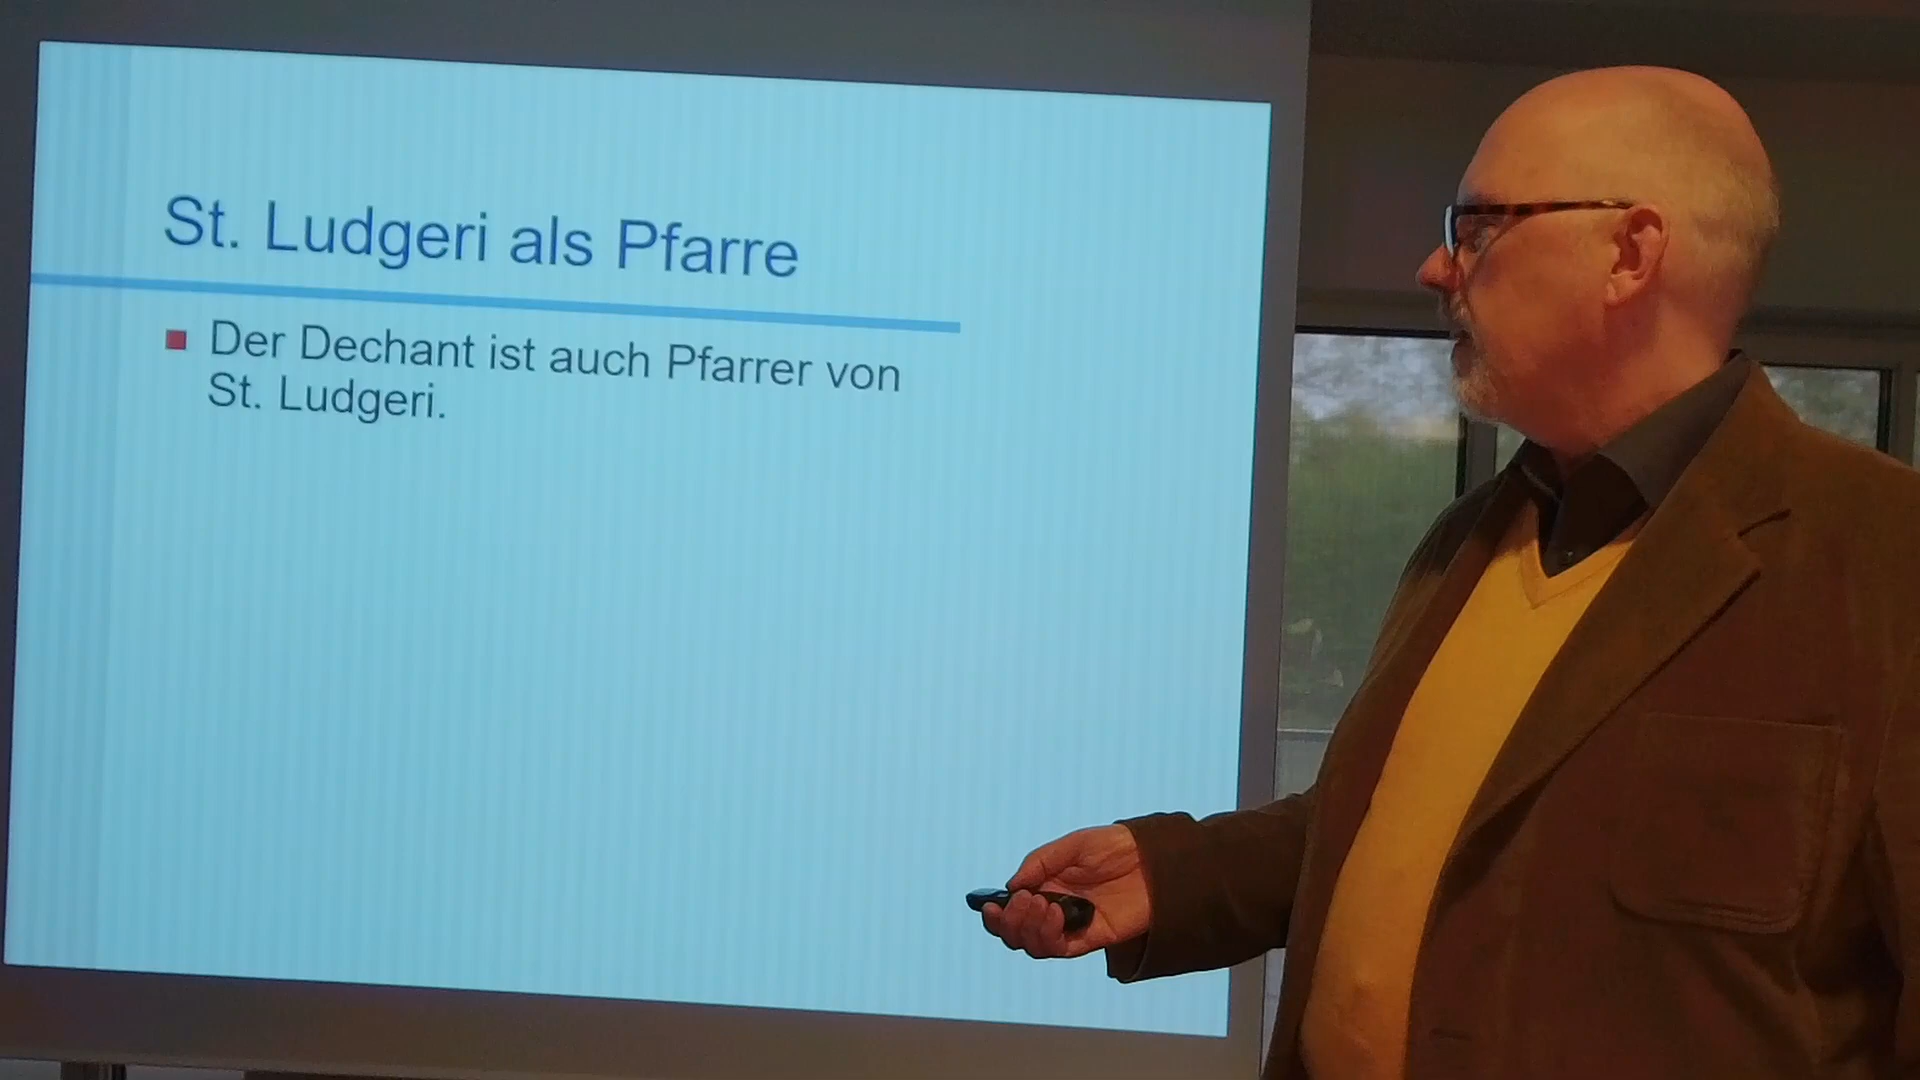 St. Ludgeri als Pfarre
Der Dechant ist auch Pfarrer von
St. Ludgeri.